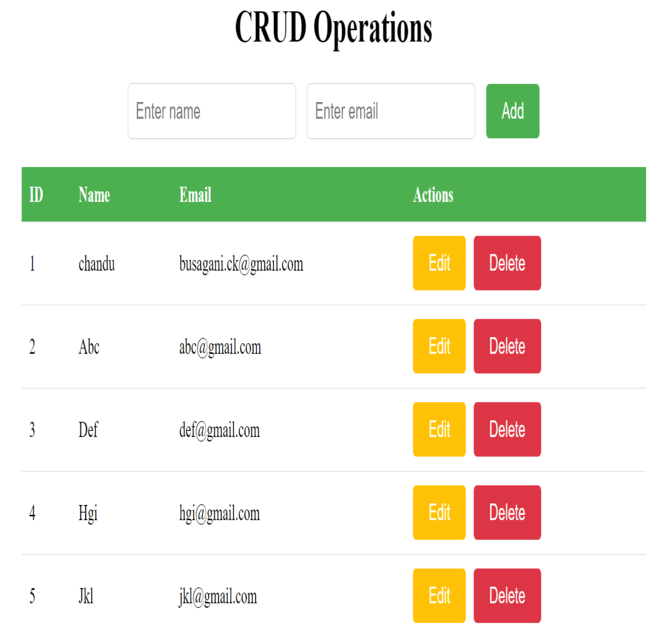 CRUD Operations
Enter name Enter email Add
ID Name Email Actions
1 chandu busagani.ck@gmail.com Edit Delete
2 Abc abc@gmail.com Edit Delete
3 Def def@gmail.com Edit Delete
4 Hgi hgi@gmail.com Edit Delete
5 Jkl jkl@gmail.com Edit Delete